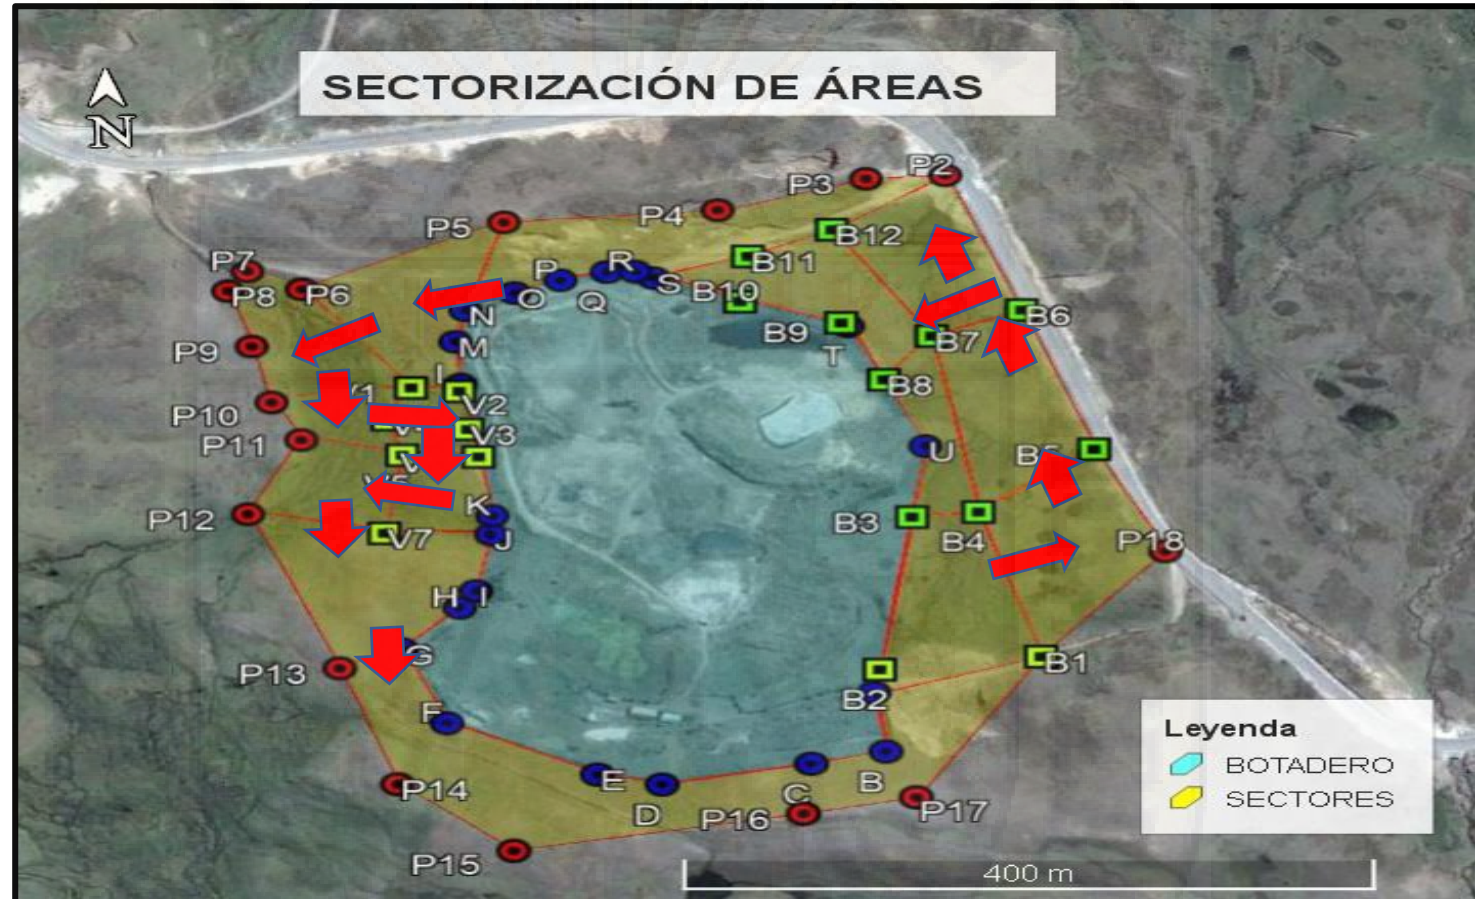 SECTORIZACIÓN DE ÁREAS
N
P2
P3
P4
P5
B12
B11
P7
P8
P6
P
R
S
O
Q
B10
N
B6
B9
T
B7
M
P9
B8
V2
P10
V3
P11
U
K
P12
V7
J
B3
B4
P18
H
I
G
P13
B1
B2
F
Leyenda
BOTADERO
SECTORES
E
D
C
B
P14
P16
P17
P15
400 m